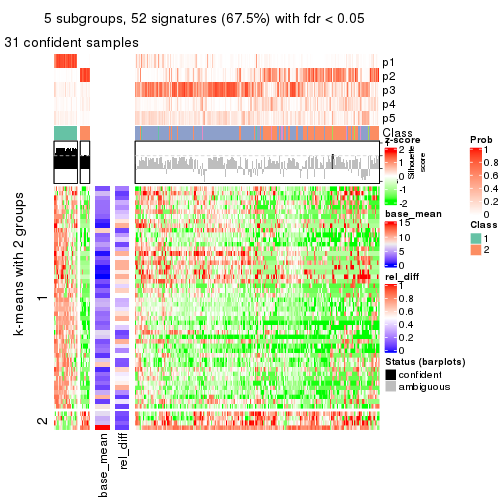 5 subgroups, 52 signatures (67.5%) with fdr < 0.05
31 confident samples
p1
p2
p3
p4
p5
Class
Silhouette
score
k-means with 2 groups
1
2
base_mean
rel_diff
z-score
2
1
0
-1
-2
base_mean
15
10
5
0
rel_diff
1
0.8
0.6
0.4
0.2
0
Status (barplots)
confident
ambiguous
Prob
1
0.8
0.6
0.4
0.2
0
Class
1
2